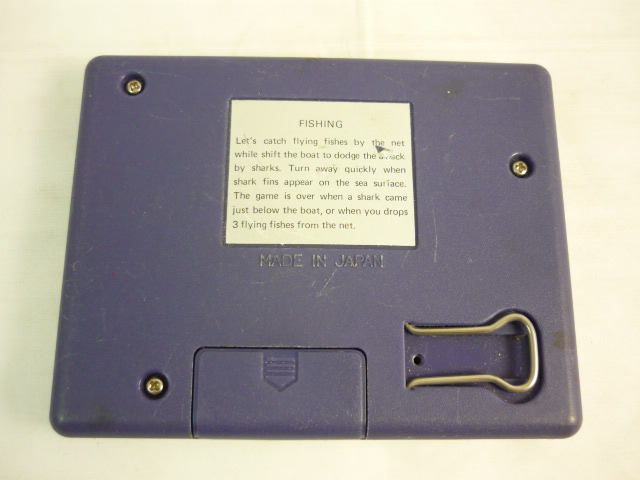 FISHING
Let's catch flying fishes by the net
while shift the boat to dodge the attack
by sharks. Turn away quickly when
shark fins appear on the sea surface.
The game is over when a shark came
just below the boat, or when you drops
3 flying fishes from the net.
MADE IN JAPAN